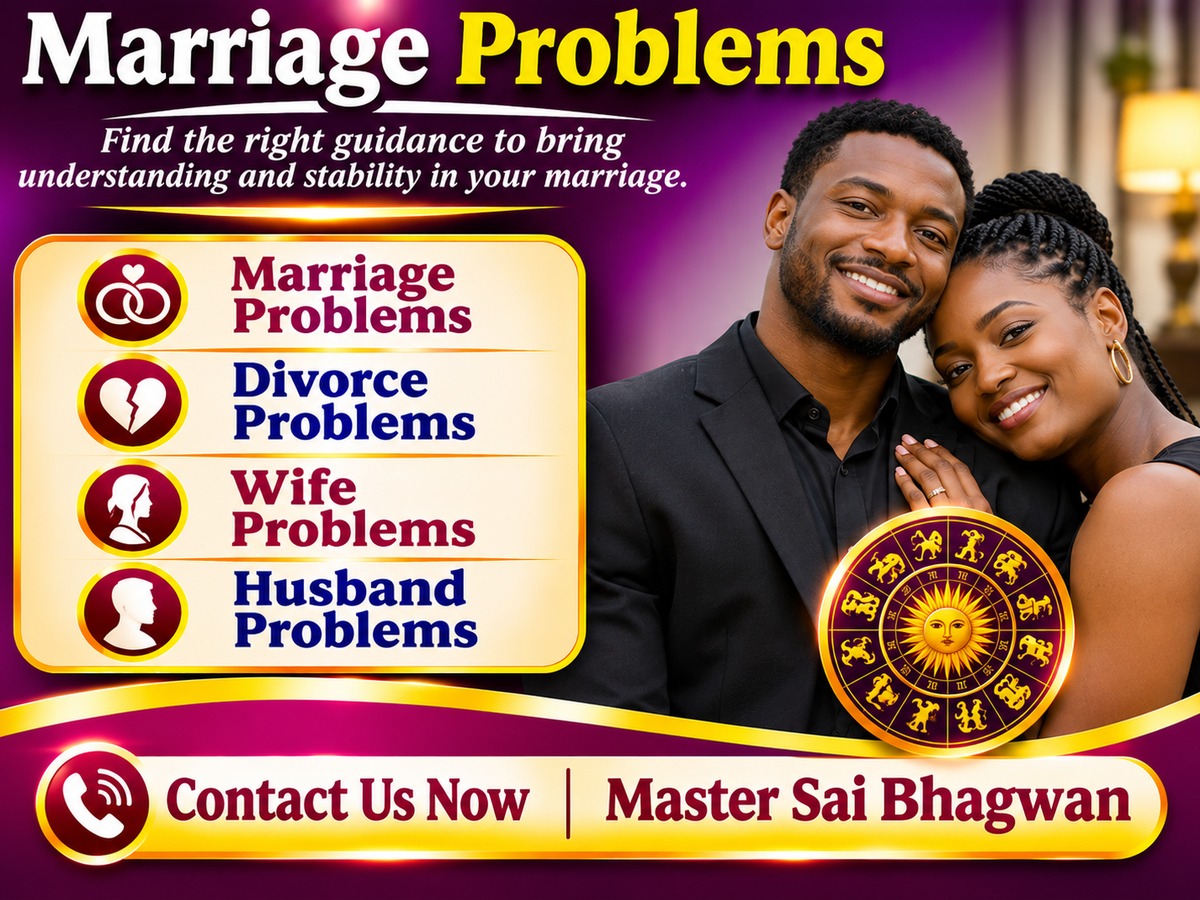 Marriage Problems
Find the right guidance to bring
understanding and stability in your marriage.
Marriage
Problems
Divorce
Problems
Wife
Problems
Husband
Problems
Contact Us Now | Master Sai Bhagwan